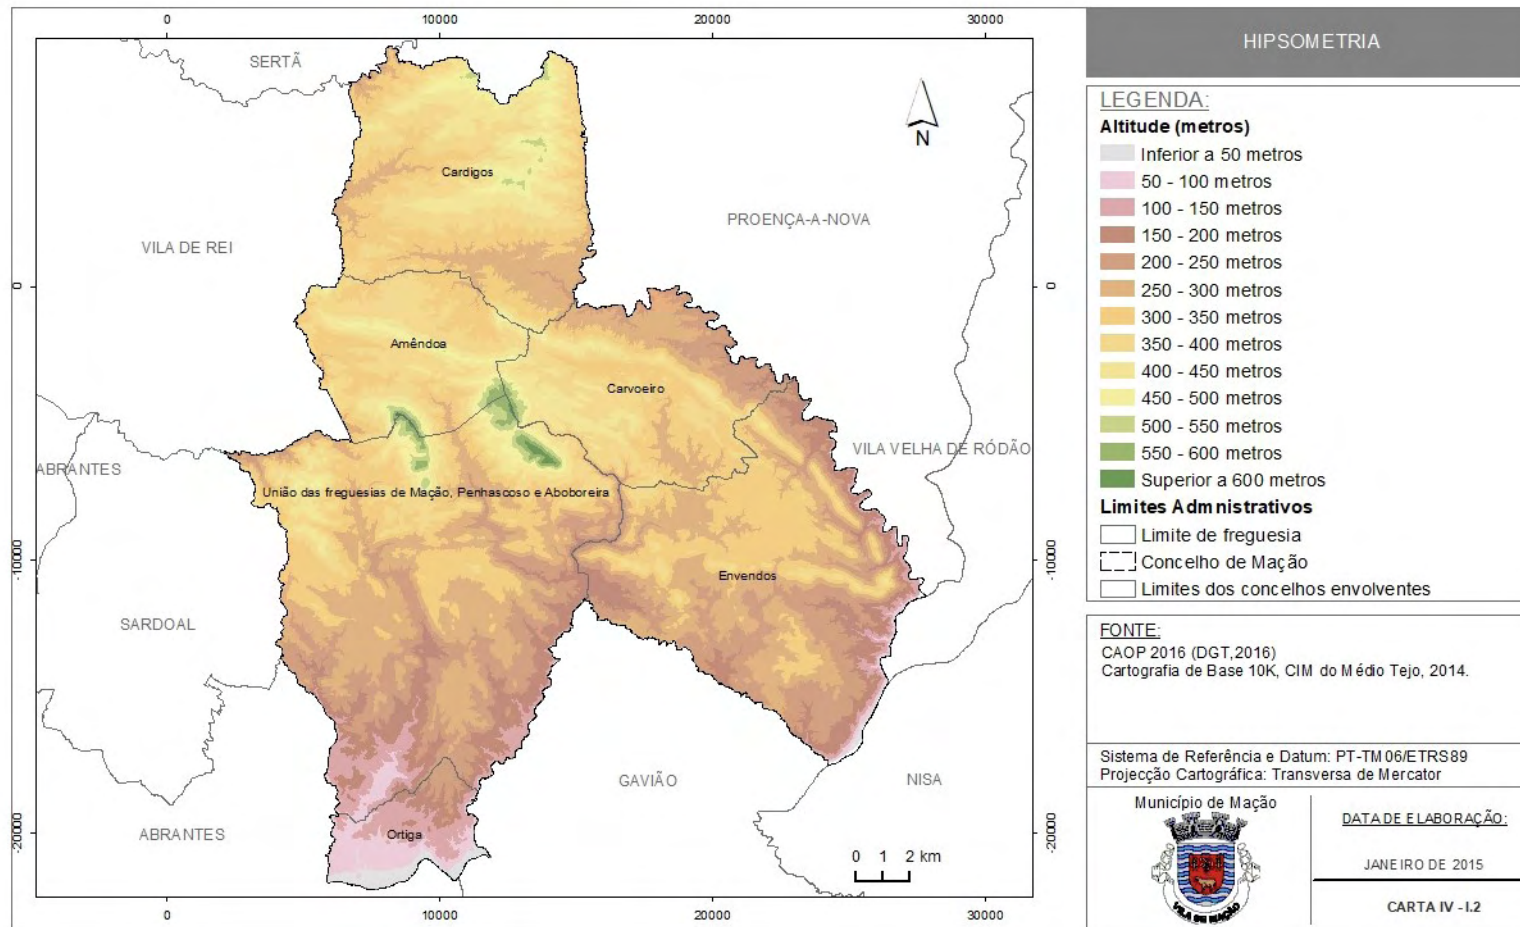 0 10000 20000 30000
SERTÃ
N
Cardigos
PROENÇA-A-NOVA
VILA DE REI
0 0
Amêndoa
Carvoeiro
VILA VELHA DE RÓDÃO
ABRANTES
União das freguesias de Mação, Penhascoso e Aboboreira
-10000 -10000
Envendos
SARDOAL
GAVIÃO
NISA
ABRANTES
Ortiga
-20000 -20000
0 1 2 km
0 10000 20000 30000
HIPSOMETRIA
LEGENDA:
Altitude (metros)
Inferior a 50 metros
50 - 100 metros
100 - 150 metros
150 - 200 metros
200 - 250 metros
250 - 300 metros
300 - 350 metros
350 - 400 metros
400 - 450 metros
450 - 500 metros
500 - 550 metros
550 - 600 metros
Superior a 600 metros
Limites Admnistrativos
Limite de freguesia
Concelho de Mação
Limites dos concelhos envolventes
FONTE:
CAOP 2016 (DGT,2016)
Cartografia de Base 10K, CIM do Médio Tejo, 2014.
Sistema de Referência e Datum: PT-TM06/ETRS89
Projecção Cartográfica: Transversa de Mercator
Município de Mação
VILA DE MAÇÃO
DATA DE ELABORAÇÃO:
JANEIRO DE 2015
CARTA IV - I.2